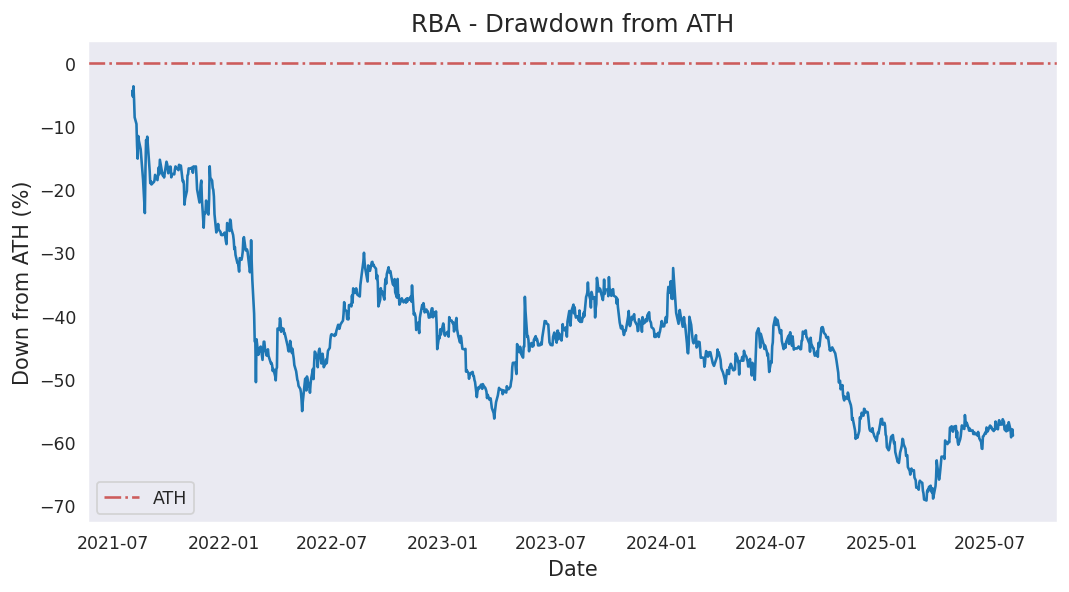 RBA - Drawdown from ATH
Down from ATH (%)
0
−10
−20
−30
−40
−50
−60
−70
ATH
2021-07 2022-01 2022-07 2023-01 2023-07 2024-01 2024-07 2025-01 2025-07
Date